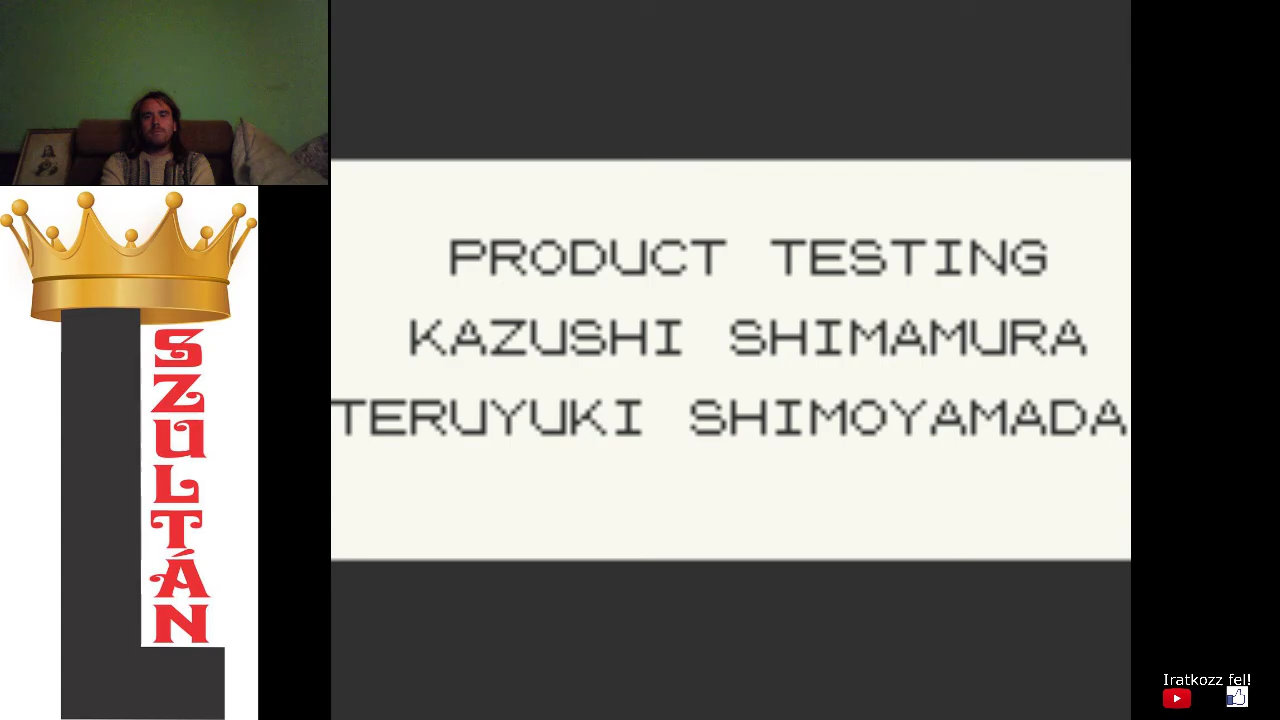 L SZULTÁN
PRODUCT TESTING
KAZUSHI SHIMAMURA
TERUYUKI SHIMOYAMADA
Iratkozz fel!